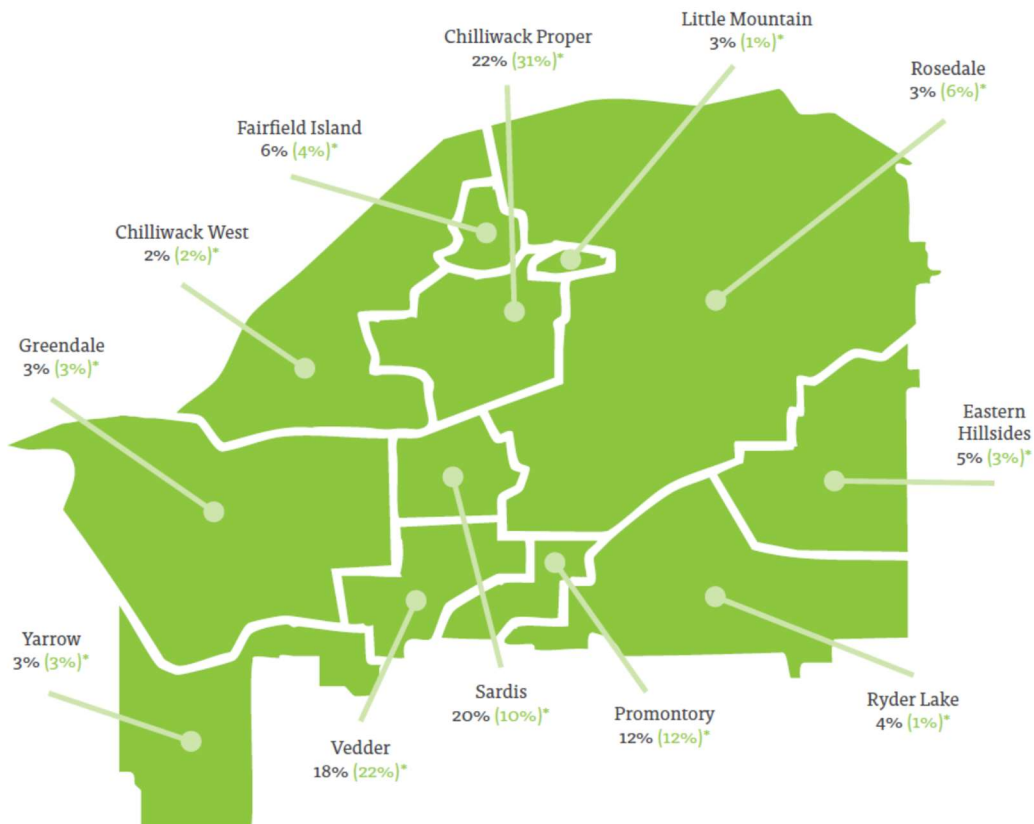 Little Mountain
3% (1%)*
Chilliwack Proper
22% (31%)*
Rosedale
3% (6%)*
Fairfield Island
6% (4%)*
Chilliwack West
2% (2%)*
Greendale
3% (3%)*
Eastern
Hillsides
5% (3%)*
Yarrow
3% (3%)*
Sardis
20% (10%)*
Promontory
12% (12%)*
Ryder Lake
4% (1%)*
Vedder
18% (22%)*